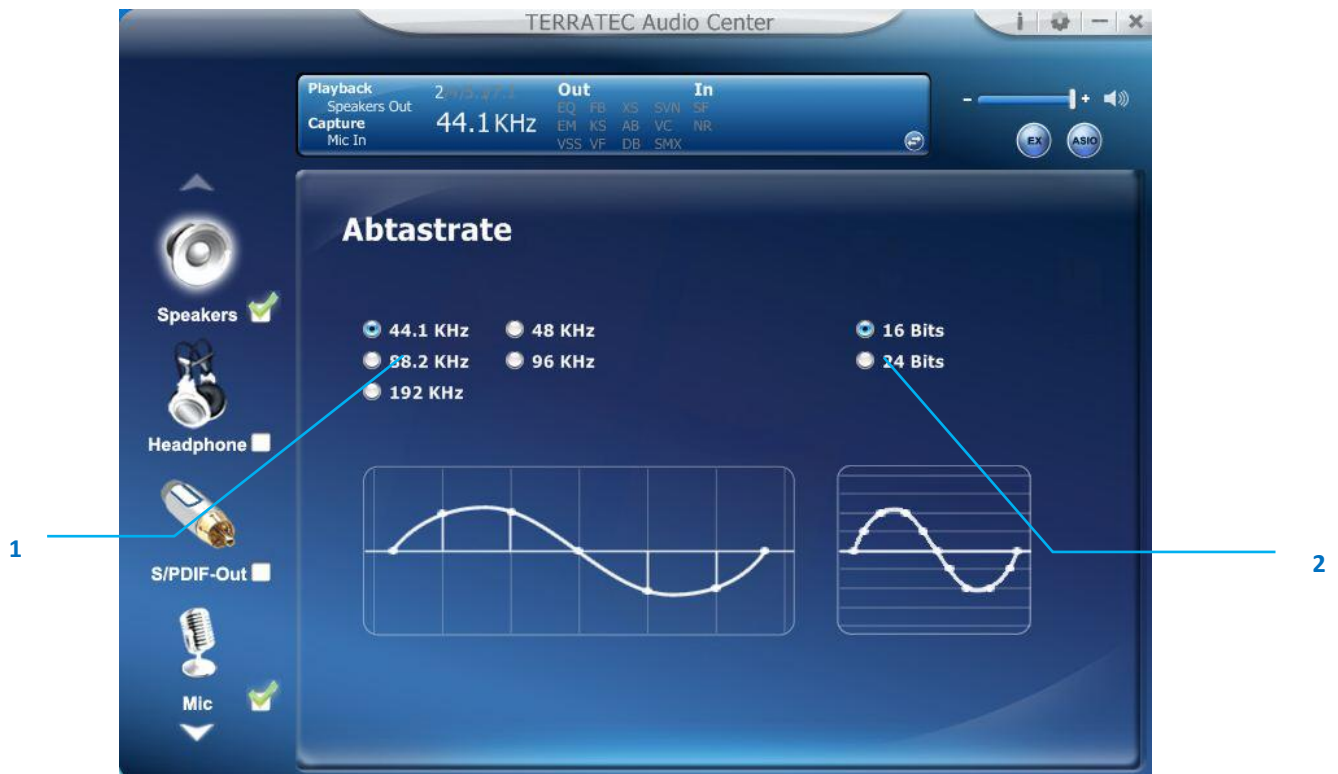 TERRATEC Audio Center
i
Playback
Speakers Out
Capture
Mic In
2
44.1 KHz
Out In
EQ FB XS SVN SF
EM KS AB VC NR
VSS VF DB SMX
- +
EX ASIO
Abtastrate
44.1 KHz 48 KHz
88.2 KHz 96 KHz
192 KHz
16 Bits
24 Bits
Speakers
Headphone
S/PDIF-Out
Mic
1
2